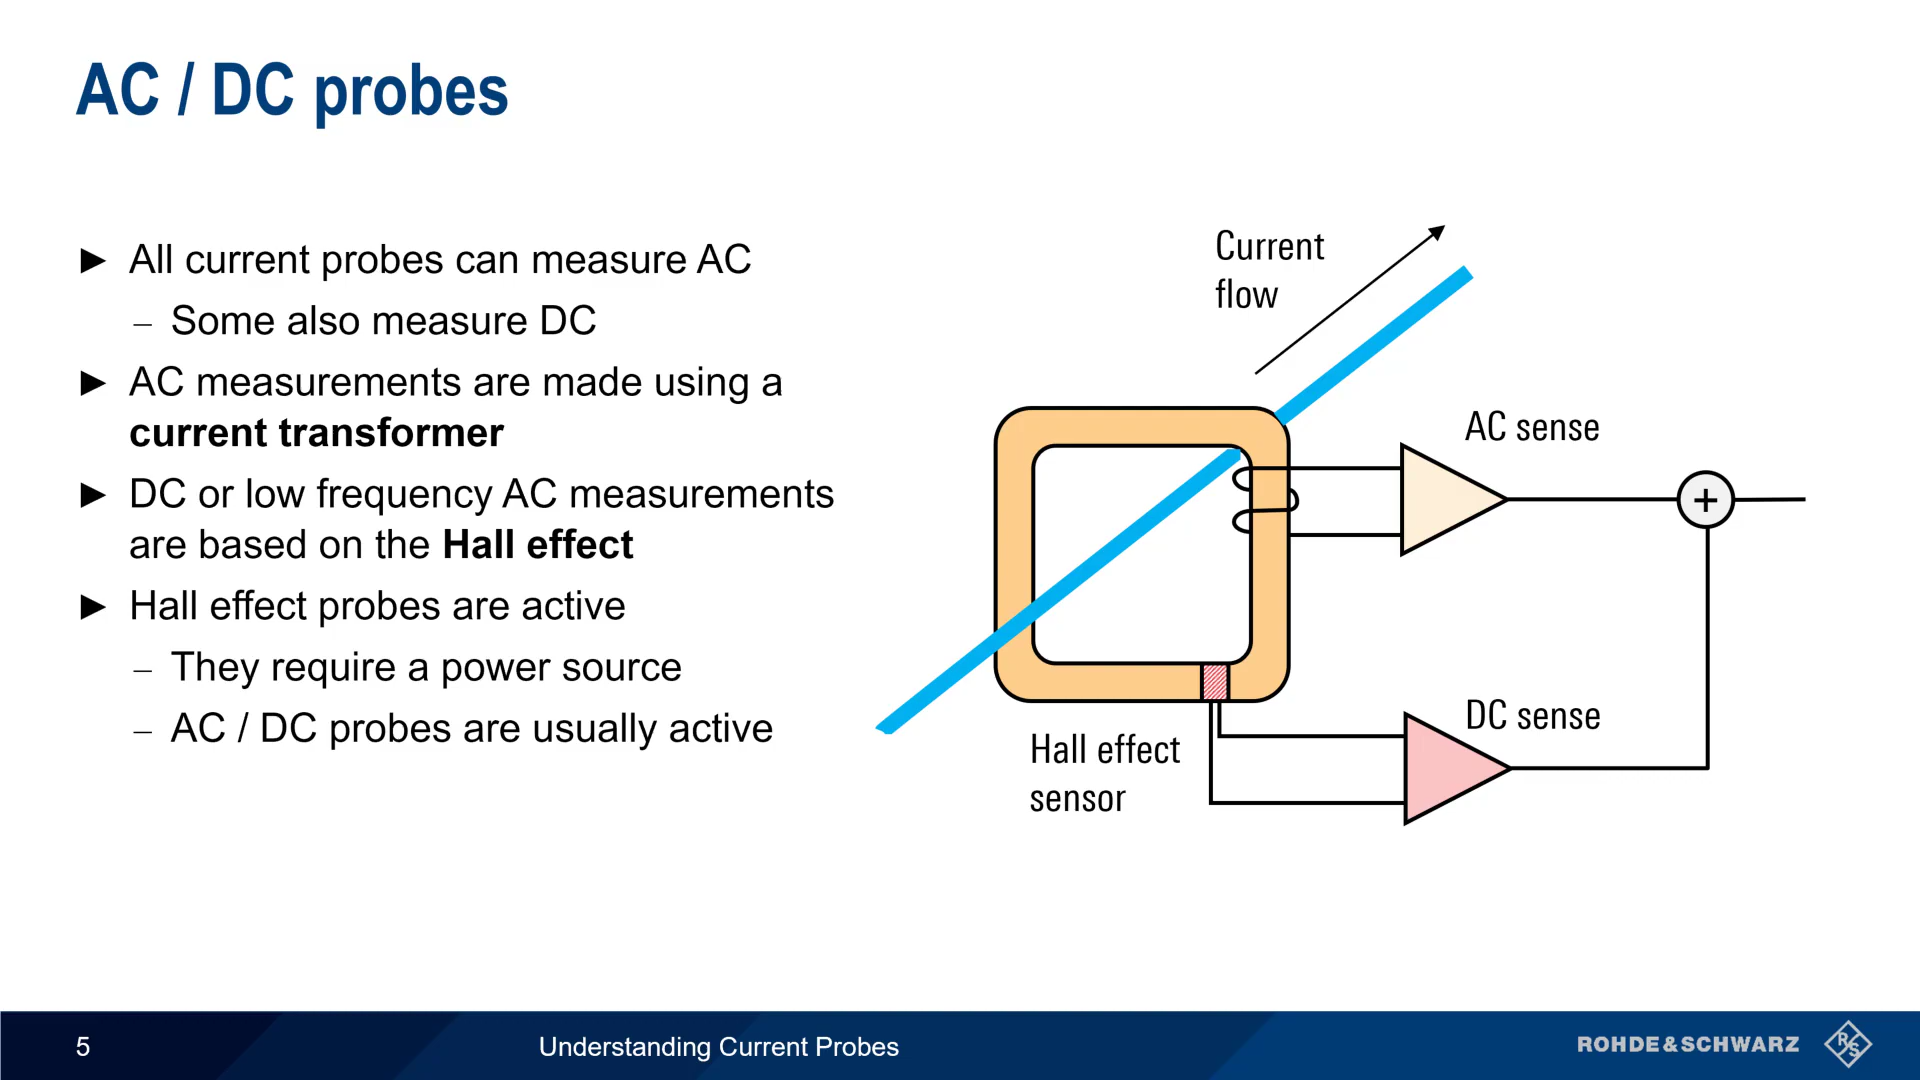 AC / DC probes
► All current probes can measure AC
– Some also measure DC
► AC measurements are made using a
current transformer
► DC or low frequency AC measurements
are based on the Hall effect
► Hall effect probes are active
– They require a power source
– AC / DC probes are usually active
Current
flow
AC sense
+
DC sense
Hall effect
sensor
5
Understanding Current Probes
ROHDE&SCHWARZ
R&S